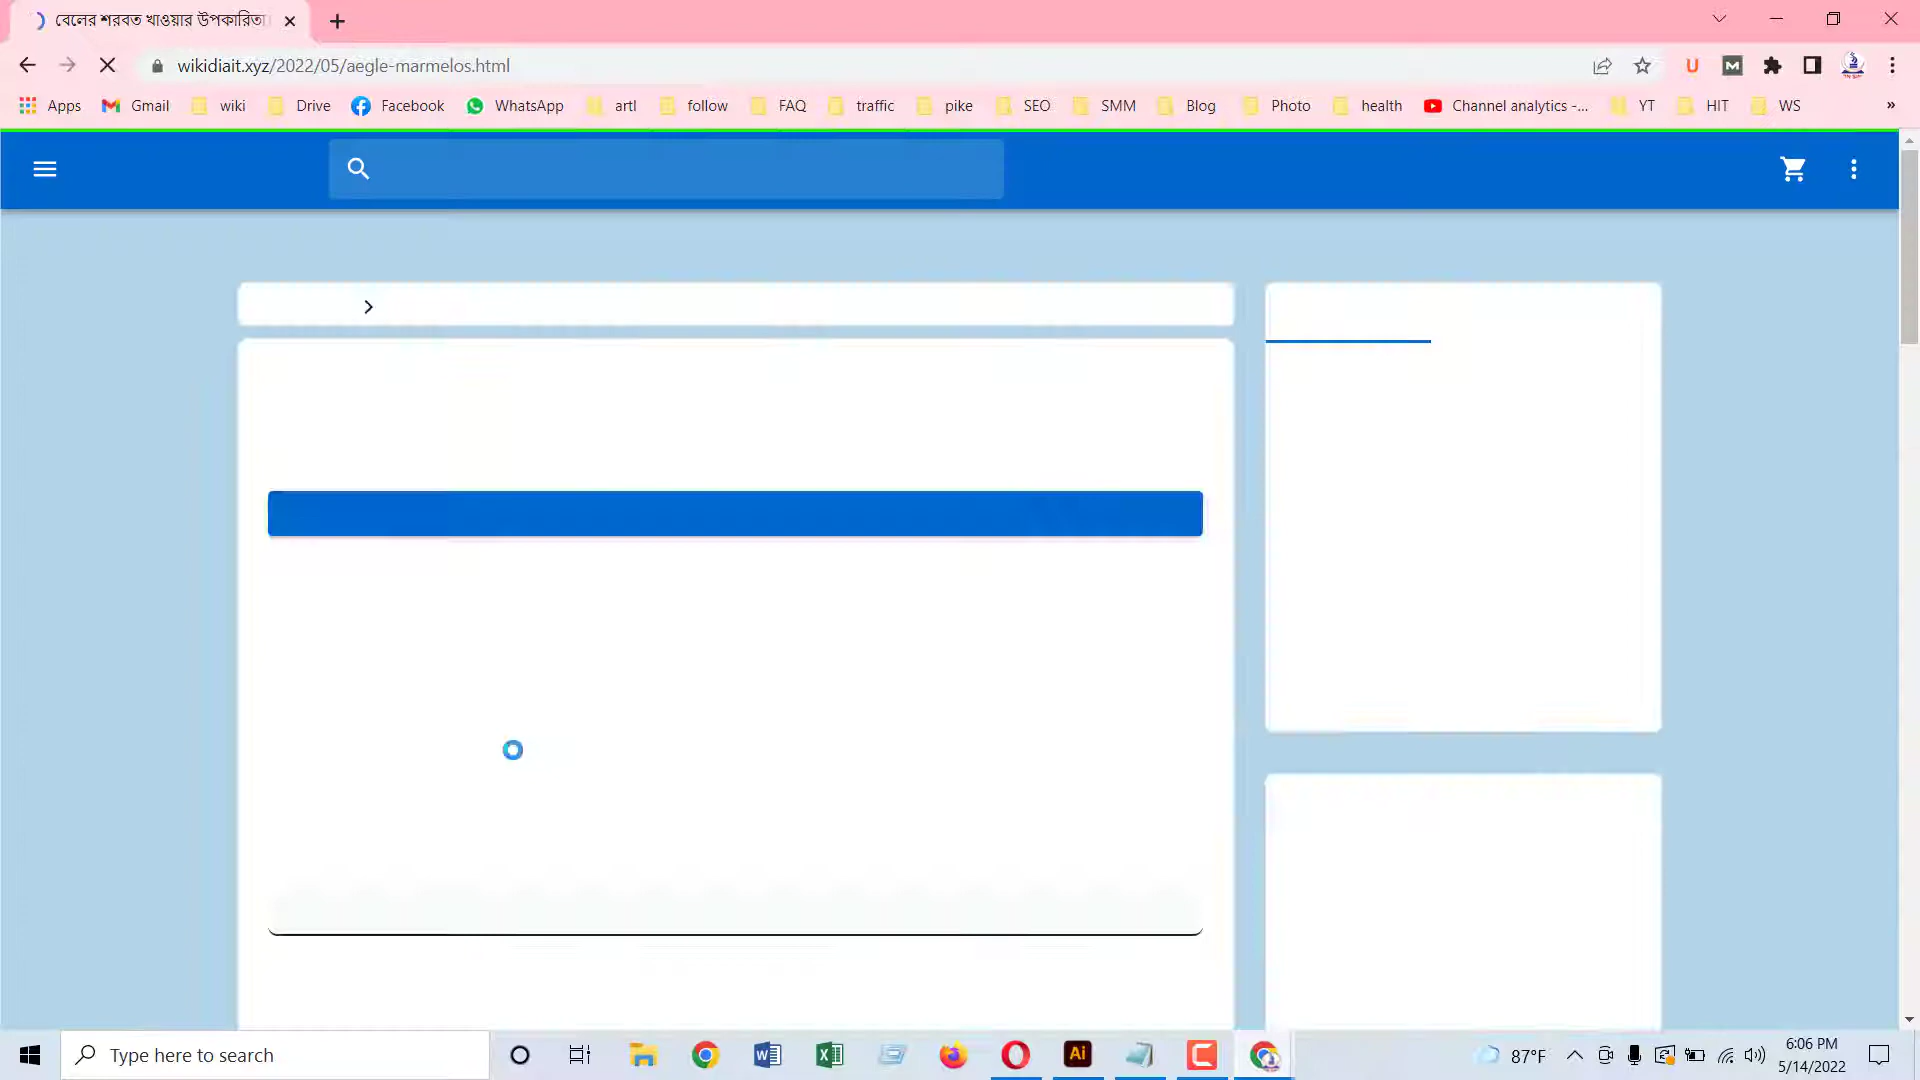 বেলের শরবত খাওয়ার উপকারিতা
wikidiait.xyz/2022/05/aegle-marmelos.html
U
M
Apps
Gmail
wiki
Drive
Facebook
WhatsApp
artl
follow
FAQ
traffic
pike
SEO
SMM
Blog
Photo
health
Channel analytics -...
YT
HIT
WS
»
Type here to search
Ai
87°F
6:06 PM
5/14/2022